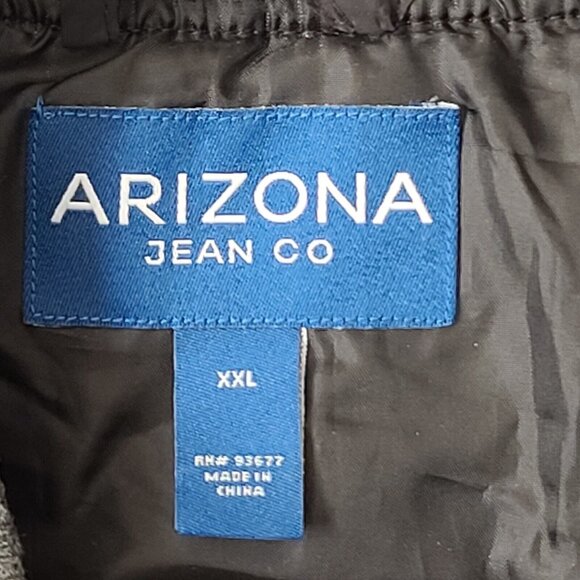 ARIZONA
JEAN CO
XXL
RN# 93677
MADE IN
CHINA